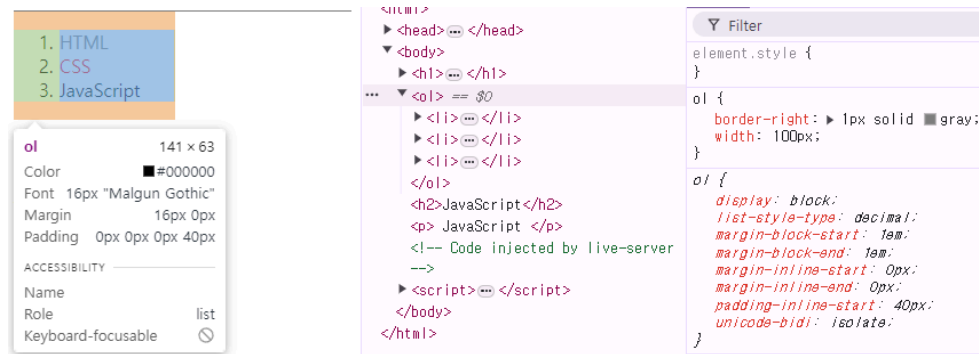 1. HTML
2. CSS
3. JavaScript
ol 141 × 63
Color #000000
Font 16px "Malgun Gothic"
Margin 16px 0px
Padding 0px 0px 0px 40px
ACCESSIBILITY
Name
Role list
Keyboard-focusable
<html>
▶ <head> ⋯ </head>
▼ <body>
▶ <h1> ⋯ </h1>
⋯ ▼ <ol> == $0
▶ <li> ⋯ </li>
▶ <li> ⋯ </li>
▶ <li> ⋯ </li>
</ol>
<h2>JavaScript</h2>
<p> JavaScript </p>
<!-- Code injected by live-server
-->
▶ <script> ⋯ </script>
</body>
</html>
Filter
element.style {
}
ol {
border-right: ▶ 1px solid gray;
width: 100px;
}
ol {
display: block;
list-style-type: decimal;
margin-block-start: 1em;
margin-block-end: 1em;
margin-inline-start: 0px;
margin-inline-end: 0px;
padding-inline-start: 40px;
unicode-bidi: isolate;
}